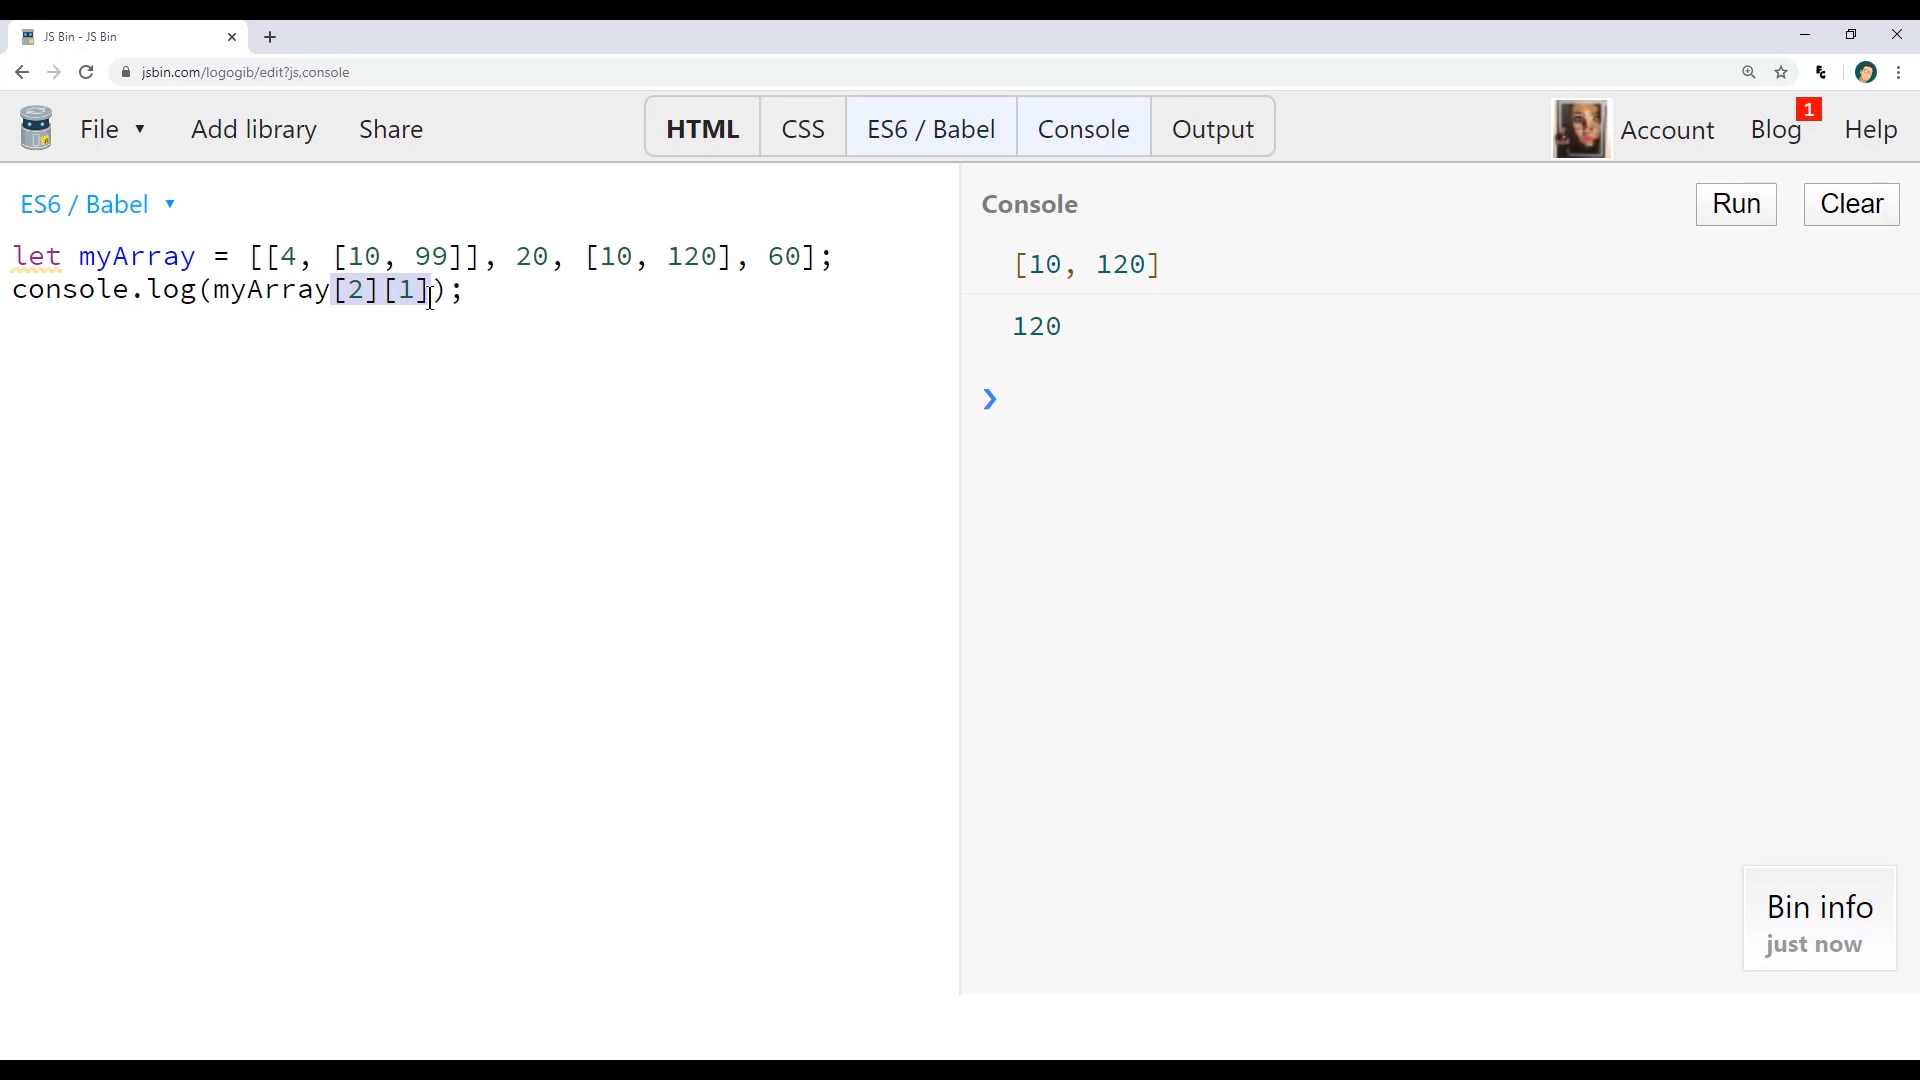 JS Bin - JS Bin
jsbin.com/logogib/edit?js,console
File ▼ Add library Share HTML CSS ES6 / Babel Console Output Account Blog 1 Help
ES6 / Babel ▼
let myArray = [[4, [10, 99]], 20, [10, 120], 60];
console.log(myArray[2][1]);
Console Run Clear
[10, 120]
120
❯
Bin info
just now